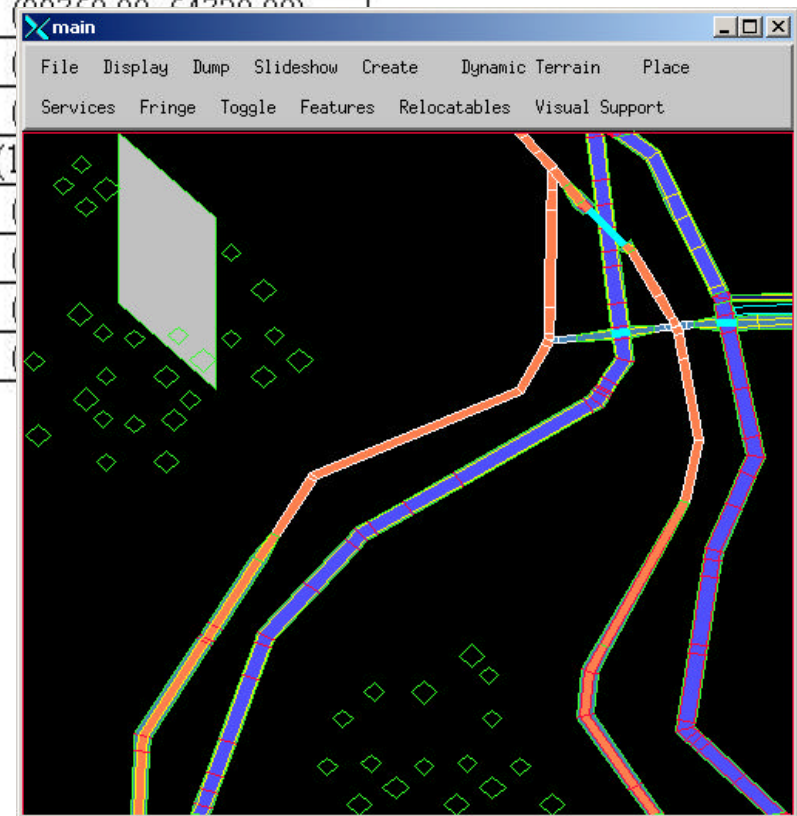 main
File Display Dump Slideshow Create Dynamic Terrain Place
Services Fringe Toggle Features Relocatables Visual Support